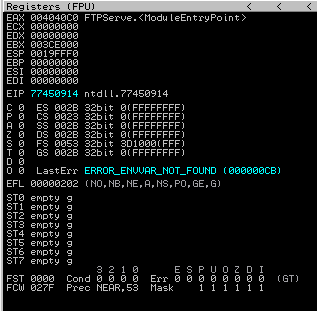 Registers (FPU) < < <
EAX 004040C0 FTPServe.<ModuleEntryPoint>
ECX 00000000
EDX 00000000
EBX 003CE000
ESP 0019FFF0
EBP 00000000
ESI 00000000
EDI 00000000
EIP 77450914 ntdll.77450914
C 0 ES 002B 32bit 0(FFFFFFFF)
P 0 CS 0023 32bit 0(FFFFFFFF)
A 0 SS 002B 32bit 0(FFFFFFFF)
Z 0 DS 002B 32bit 0(FFFFFFFF)
S 0 FS 0053 32bit 3D1000(FFF)
T 0 GS 002B 32bit 0(FFFFFFFF)
D 0
O 0 LastErr ERROR_ENVVAR_NOT_FOUND (000000CB)
EFL 00000202 (NO,NB,NE,A,NS,PO,GE,G)
ST0 empty g
ST1 empty g
ST2 empty g
ST3 empty g
ST4 empty g
ST5 empty g
ST6 empty g
ST7 empty g
3 2 1 0 E S P U O Z D I
FST 0000 Cond 0 0 0 0 Err 0 0 0 0 0 0 0 0 (GT)
FCW 027F Prec NEAR,53 Mask 1 1 1 1 1 1